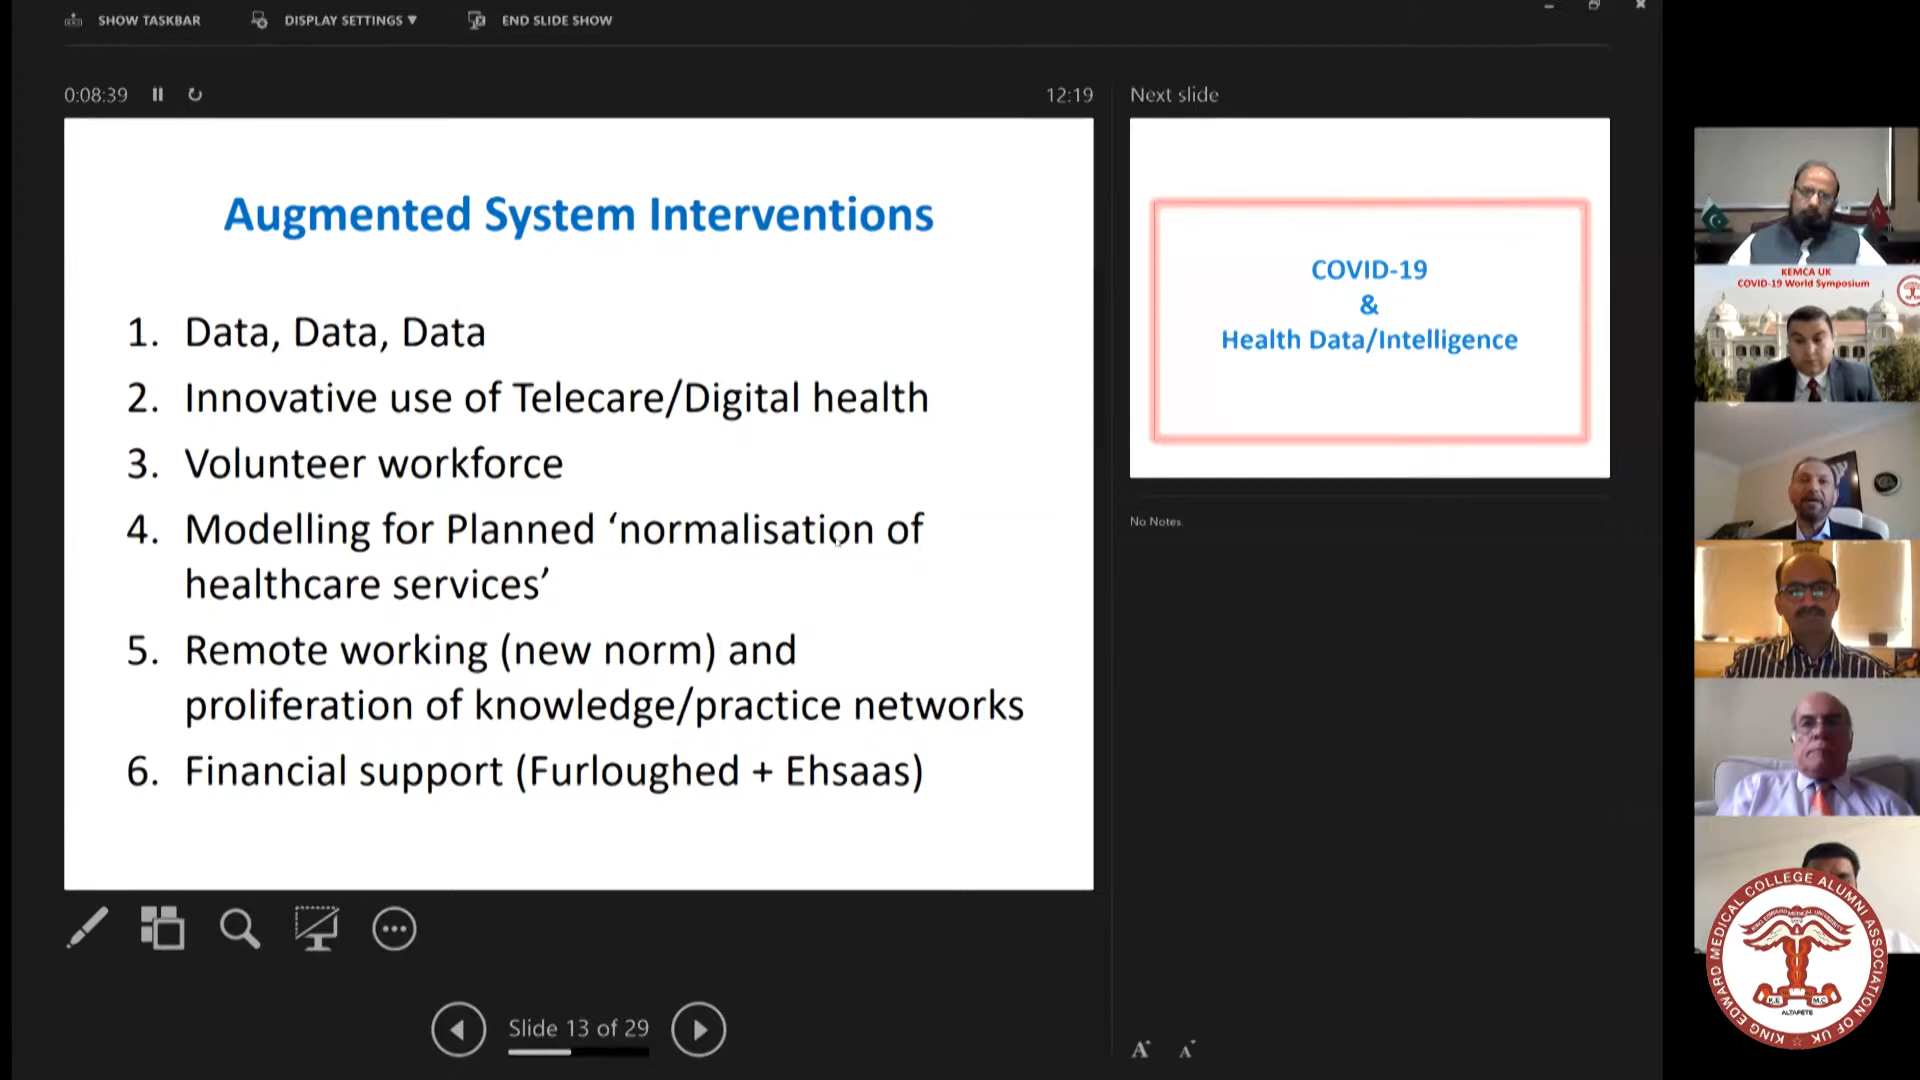 SHOW TASKBAR
DISPLAY SETTINGS ▼
END SLIDE SHOW
0:08:39
12:19
Next slide
Augmented System Interventions
1. Data, Data, Data
2. Innovative use of Telecare/Digital health
3. Volunteer workforce
4. Modelling for Planned ‘normalisation of
healthcare services’
5. Remote working (new norm) and
proliferation of knowledge/practice networks
6. Financial support (Furloughed + Ehsaas)
COVID-19
&
Health Data/Intelligence
No Notes.
Slide 13 of 29
A
A
KEMCA UK
COVID-19 World Symposium
KING EDWARD MEDICAL COLLEGE ALUMNI ASSOCIATION OF UK
K.E
M.C
ALTAPETE